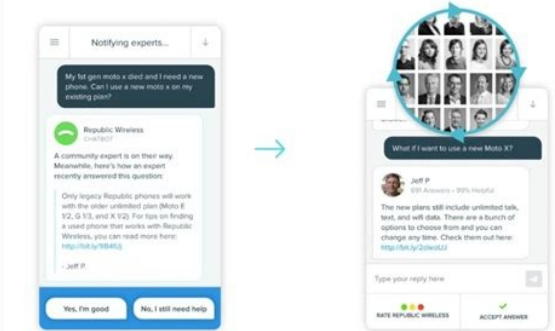 Notifying experts...
My 1st gen moto x died and I need a new
phone. Can I use a new moto x on my
existing plan?
Republic Wireless
CHATBOT
A community expert is on their way.
Meanwhile, here's how an expert
recently answered this question:
Only legacy Republic phones will work
with the older unlimited plan (Moto E
1/2, G 1/3, and X 1/2). For tips on finding
a used phone that works with Republic
Wireless, you can read more here:
- Jeff P.
Yes, I'm good
No, I still need help
What if I want to use a new Moto X?
Jeff P
691 Answers • 99% Helpful
The new plans still include unlimited talk,
text, and wifi data. There are a bunch of
options to choose from and you can
change any time. Check them out here:
Type your reply here
RATE REPUBLIC WIRELESS
ACCEPT ANSWER